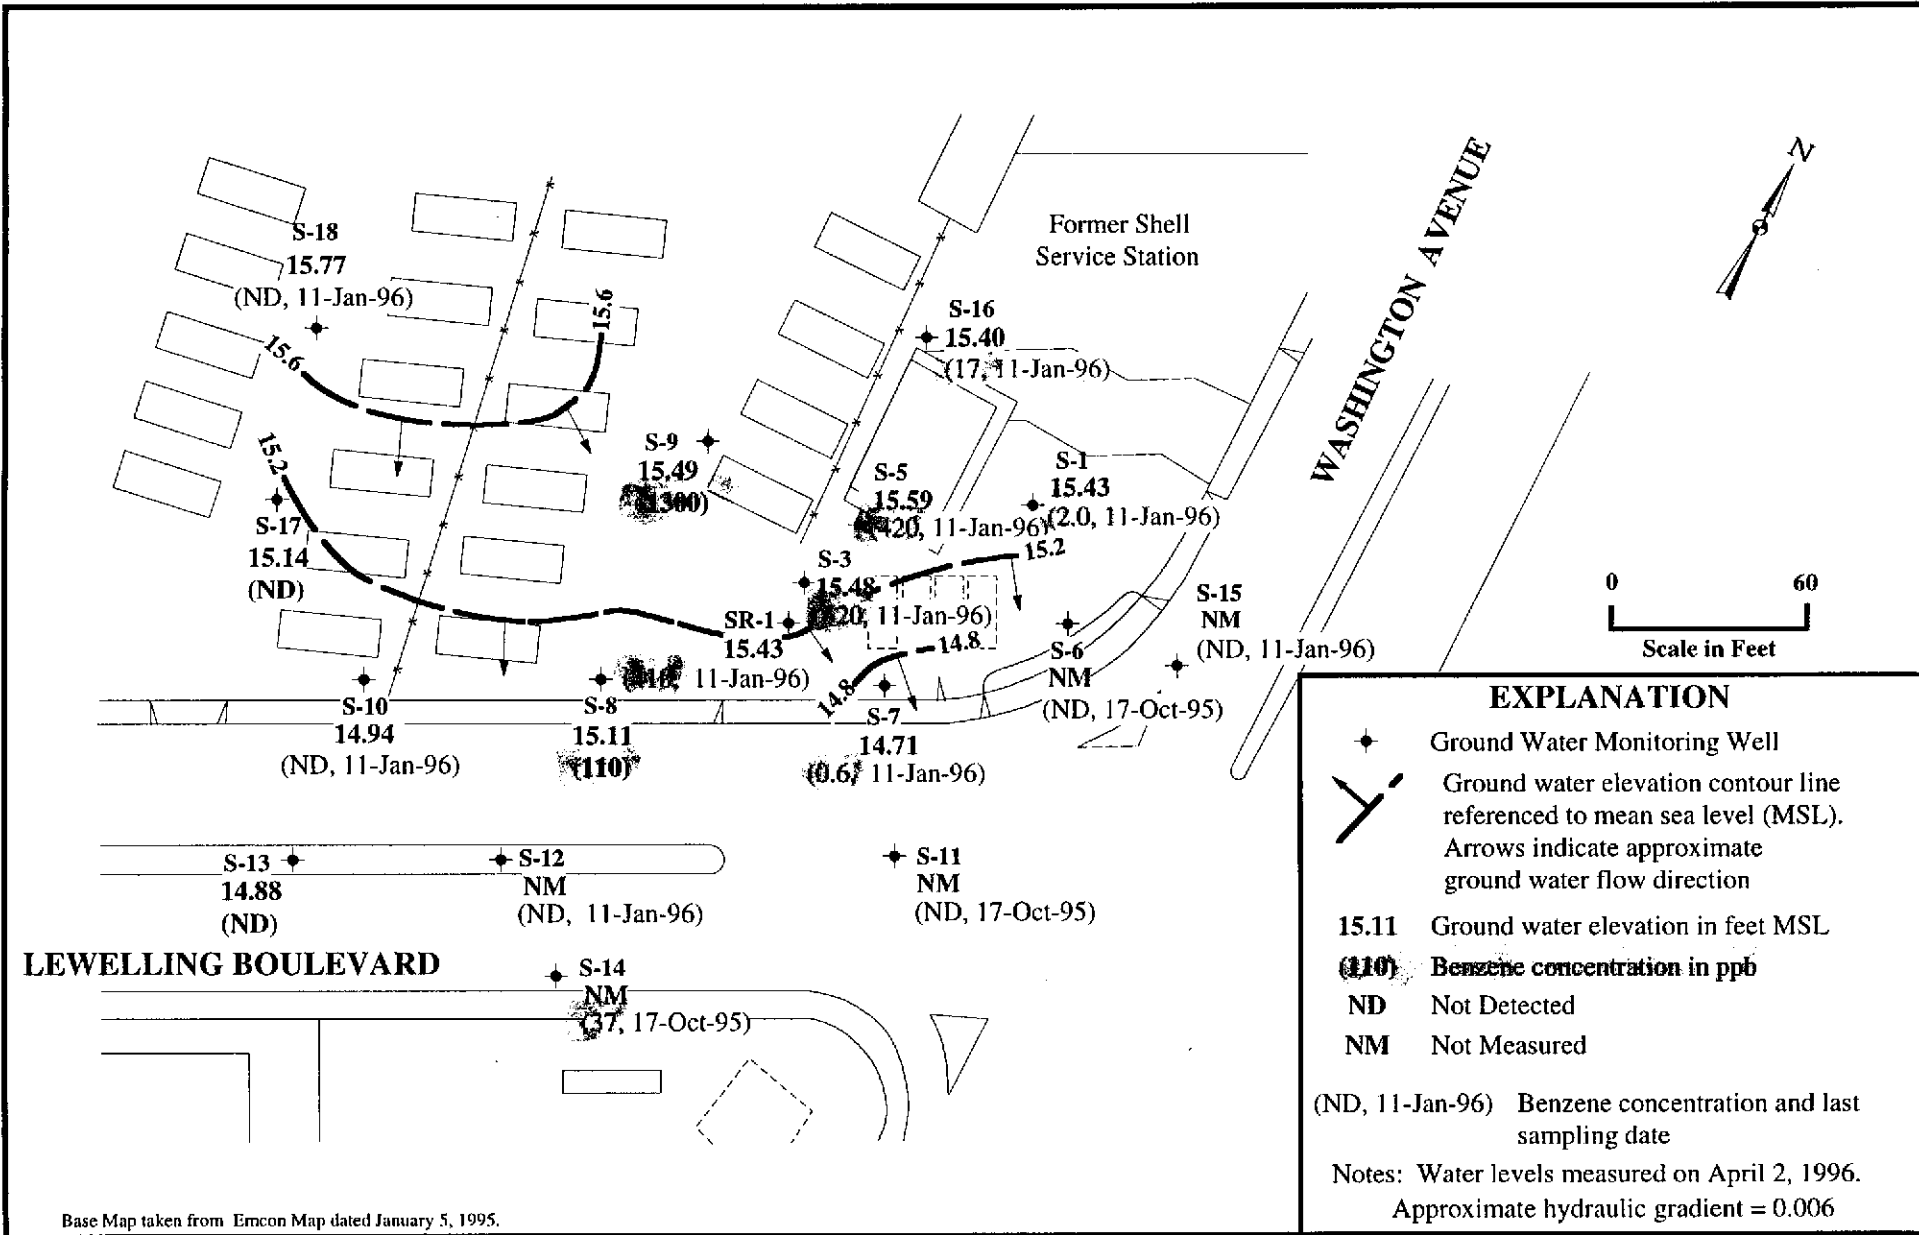 N
WASHINGTON AVENUE
Former Shell
Service Station
S-18
15.77
(ND, 11-Jan-96)
15.6
15.6
S-16
15.40
(17, 11-Jan-96)
S-9
15.49
(1300)
S-5
15.59
(420, 11-Jan-96)
S-1
15.43
(2.0, 11-Jan-96)
15.2
S-17
15.14
(ND)
15.2
S-3
15.48
11-Jan-96)
SR-1
15.43
11-Jan-96)
14.8
14.8
S-6
NM
(ND, 17-Oct-95)
S-15
NM
(ND, 11-Jan-96)
0 60
Scale in Feet
S-10
14.94
(ND, 11-Jan-96)
S-8
15.11
(110)
S-7
14.71
(0.6, 11-Jan-96)
S-13
14.88
(ND)
S-12
NM
(ND, 11-Jan-96)
S-11
NM
(ND, 17-Oct-95)
LEWELLING BOULEVARD
S-14
NM
(37, 17-Oct-95)
EXPLANATION
Ground Water Monitoring Well
Ground water elevation contour line
referenced to mean sea level (MSL).
Arrows indicate approximate
ground water flow direction
15.11 Ground water elevation in feet MSL
(110) Benzene concentration in ppb
ND Not Detected
NM Not Measured
(ND, 11-Jan-96) Benzene concentration and last
sampling date
Notes: Water levels measured on April 2, 1996.
Approximate hydraulic gradient = 0.006
Base Map taken from Emcon Map dated January 5, 1995.